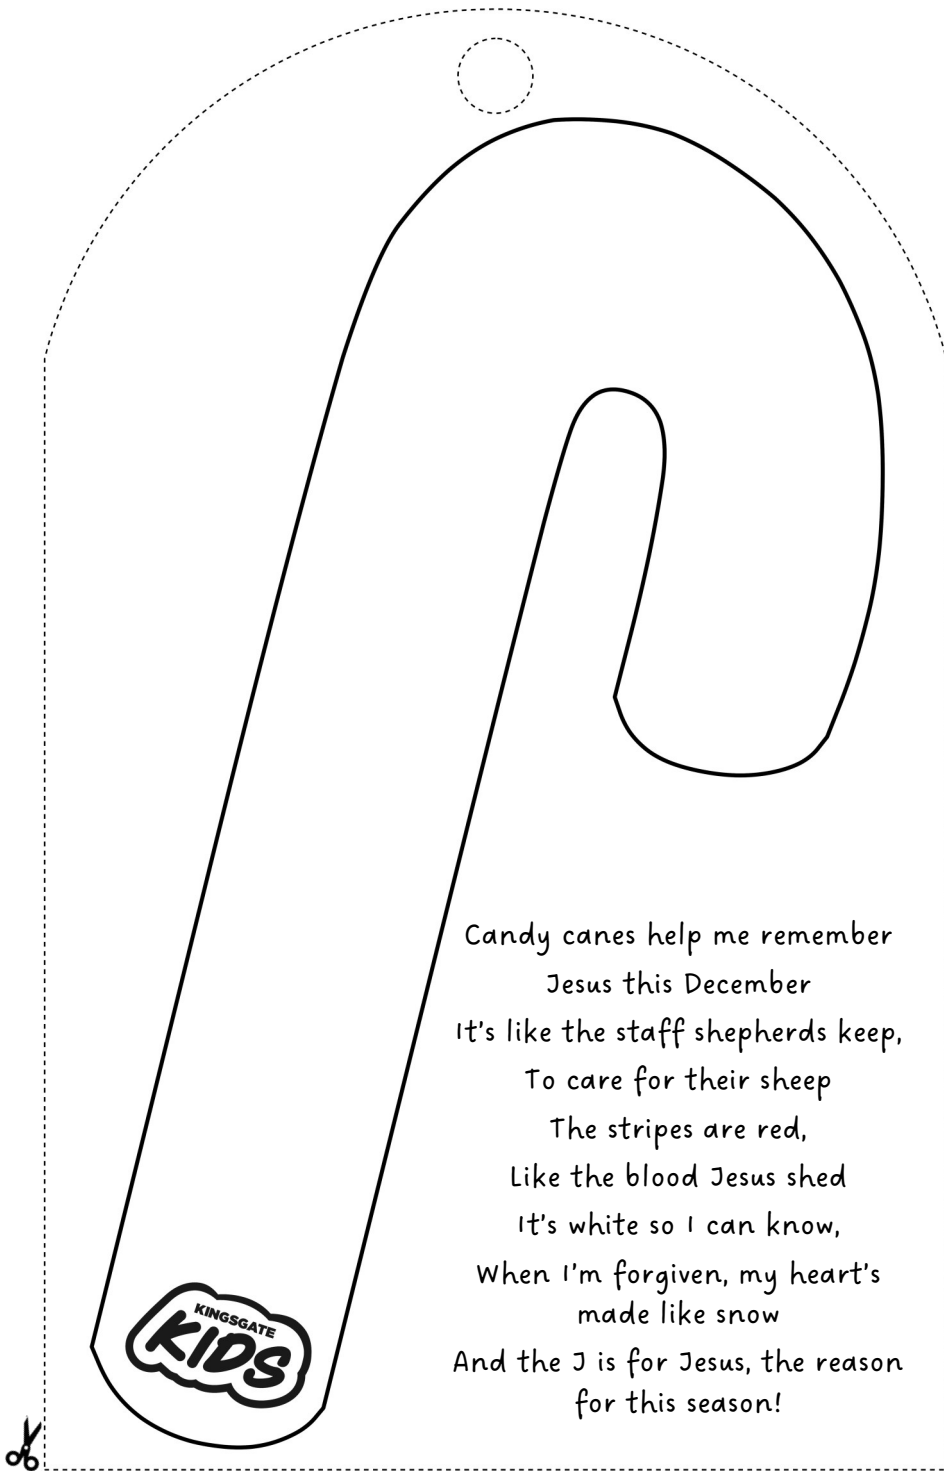 Candy canes help me remember
Jesus this December
It's like the staff shepherds keep,
To care for their sheep
The stripes are red,
Like the blood Jesus shed
It's white so I can know,
When I'm forgiven, my heart's
made like snow
And the J is for Jesus, the reason
for this season!
KINGSGATE
KIDS